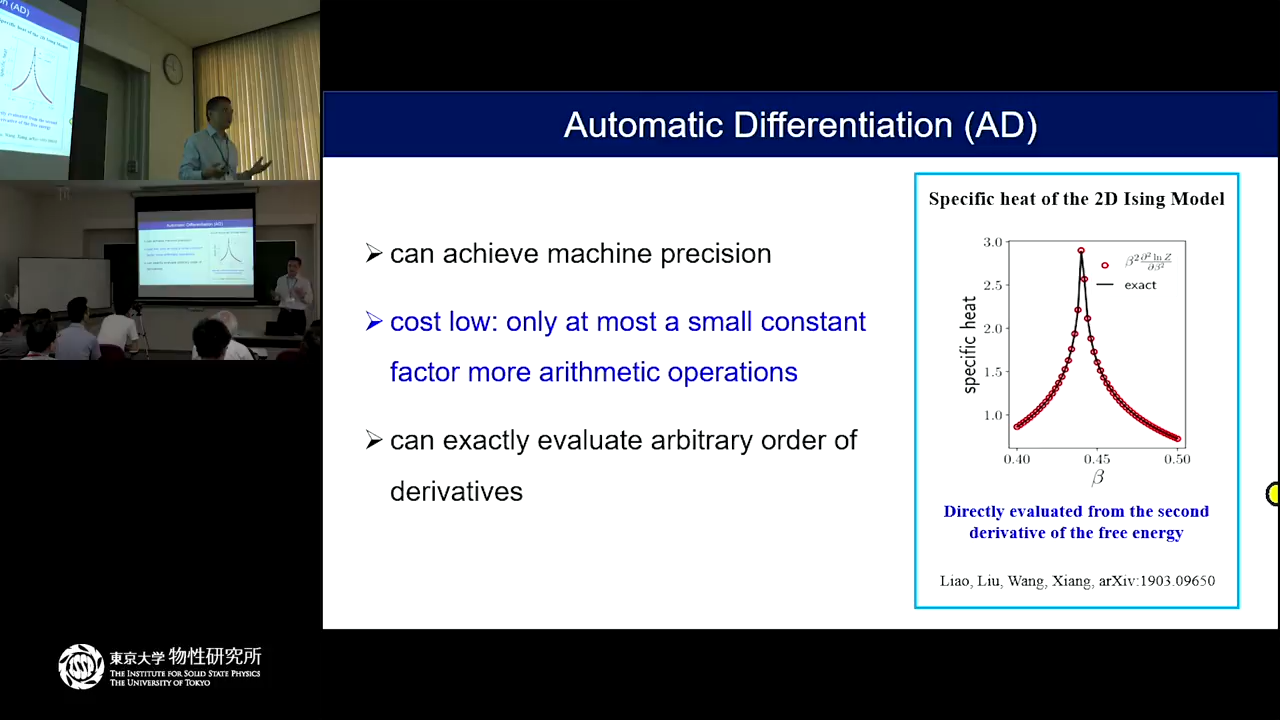 Automatic Differentiation (AD)
➢ can achieve machine precision
➢ cost low: only at most a small constant
factor more arithmetic operations
➢ can exactly evaluate arbitrary order of
derivatives
Specific heat of the 2D Ising Model
3.0
2.5
2.0
1.5
1.0
specific heat
β² ∂² ln Z / ∂β²
exact
0.40 0.45 0.50
β
Directly evaluated from the second
derivative of the free energy
Liao, Liu, Wang, Xiang, arXiv:1903.09650
東京大学 物性研究所
THE INSTITUTE FOR SOLID STATE PHYSICS
THE UNIVERSITY OF TOKYO